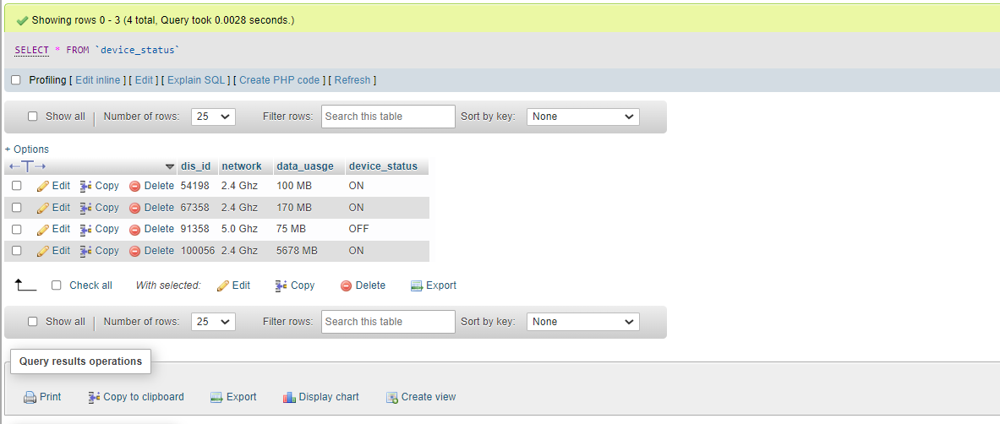 Showing rows 0 - 3 (4 total, Query took 0.0028 seconds.)
SELECT * FROM `device_status`
Profiling [ Edit inline ] [ Edit ] [ Explain SQL ] [ Create PHP code ] [ Refresh ]
Show all | Number of rows: 25 Filter rows: Search this table Sort by key: None
+ Options
←T→ dis_id network data_uasge device_status
Edit Copy Delete 54198 2.4 Ghz 100 MB ON
Edit Copy Delete 67358 2.4 Ghz 170 MB ON
Edit Copy Delete 91358 5.0 Ghz 75 MB OFF
Edit Copy Delete 100056 2.4 Ghz 5678 MB ON
Check all With selected: Edit Copy Delete Export
Show all | Number of rows: 25 Filter rows: Search this table Sort by key: None
Query results operations
Print Copy to clipboard Export Display chart Create view